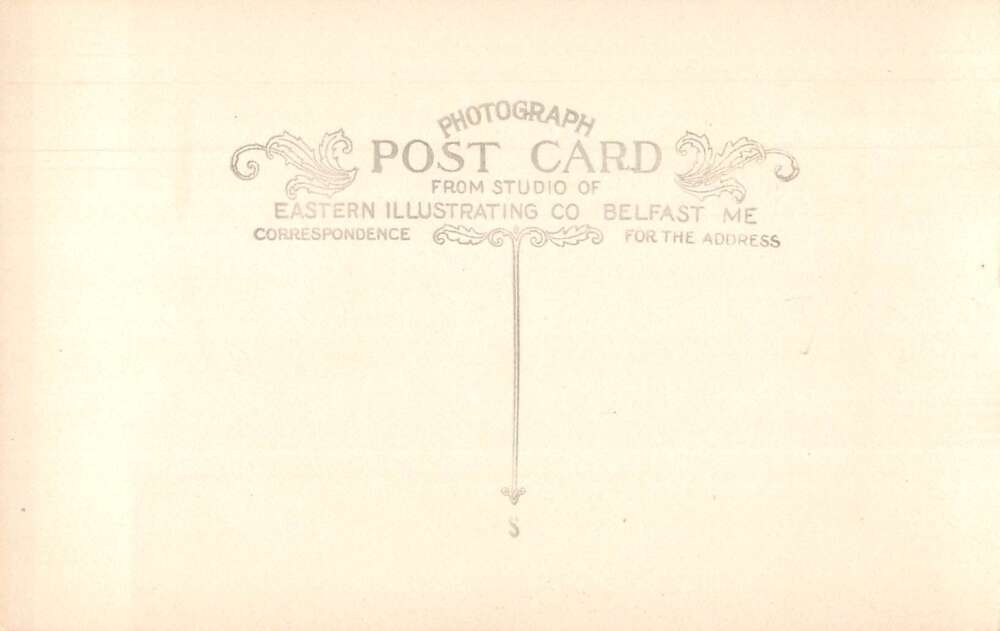 PHOTOGRAPH
POST CARD
FROM STUDIO OF
EASTERN ILLUSTRATING CO BELFAST ME
CORRESPONDENCE FOR THE ADDRESS
S